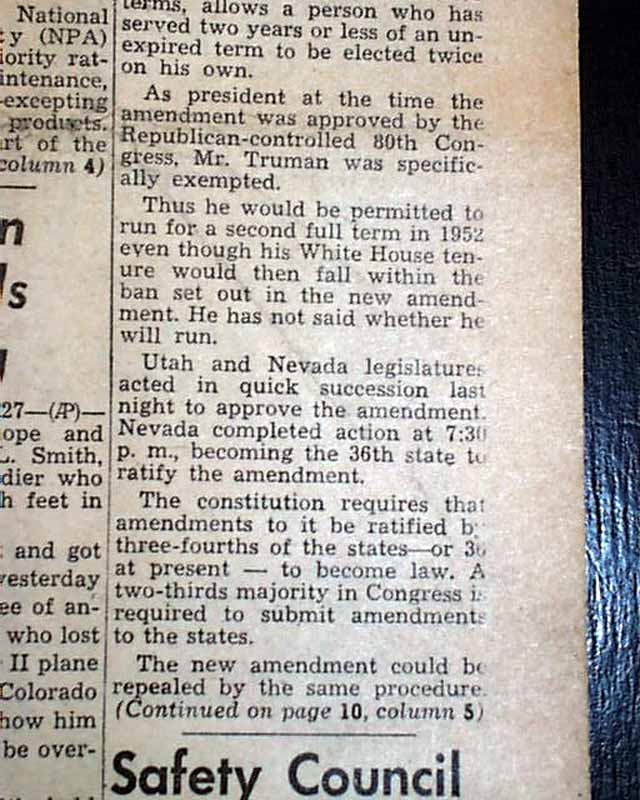 National
y (NPA)
iority rat-
intenance,
-excepting
products.
rt of the
column 4)
n
s
27—(AP)—
ope and
L. Smith,
dier who
h feet in
and got
yesterday
ee of an-
who lost
II plane
Colorado
how him
be over-
terms, allows a person who has
served two years or less of an un-
expired term to be elected twice
on his own.
As president at the time the
amendment was approved by the
Republican-controlled 80th Con-
gress, Mr. Truman was specific-
ally exempted.
Thus he would be permitted to
run for a second full term in 1952
even though his White House ten-
ure would then fall within the
ban set out in the new amend-
ment. He has not said whether he
will run.
Utah and Nevada legislatures
acted in quick succession last
night to approve the amendment.
Nevada completed action at 7:30
p. m., becoming the 36th state to
ratify the amendment.
The constitution requires that
amendments to it be ratified b
three-fourths of the states—or 36
at present — to become law. A
two-thirds majority in Congress is
required to submit amendments
to the states.
The new amendment could be
repealed by the same procedure.
(Continued on page 10, column 5)
Safety Council